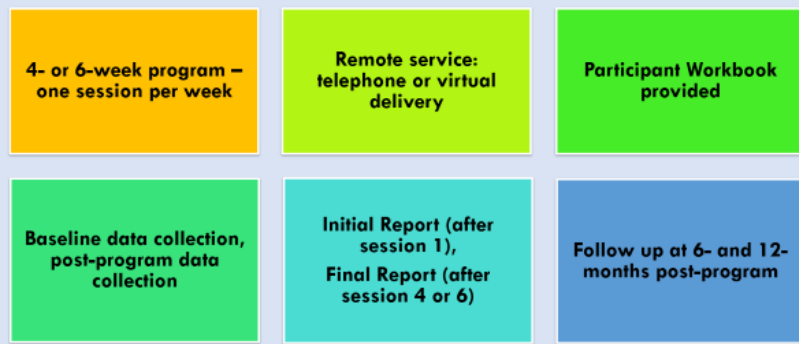 4- or 6-week program –
one session per week
Remote service:
telephone or virtual
delivery
Participant Workbook
provided
Baseline data collection,
post-program data
collection
Initial Report (after
session 1),
Final Report (after
session 4 or 6)
Follow up at 6- and 12-
months post-program